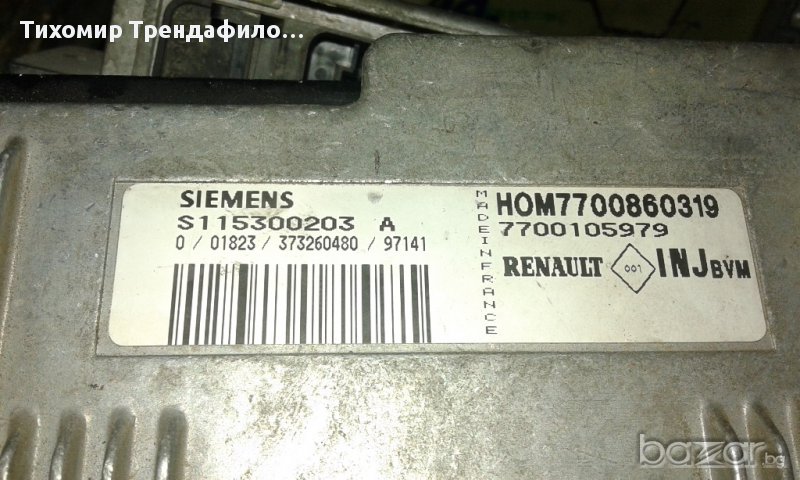 Тихомир Трендафило...
SIEMENS
S115300203 A
0 / 01823 / 373260480 / 97141
MADE IN FRANCE
HOM7700860319
7700105979
RENAULT 001 INJ BVM
bazar.bg